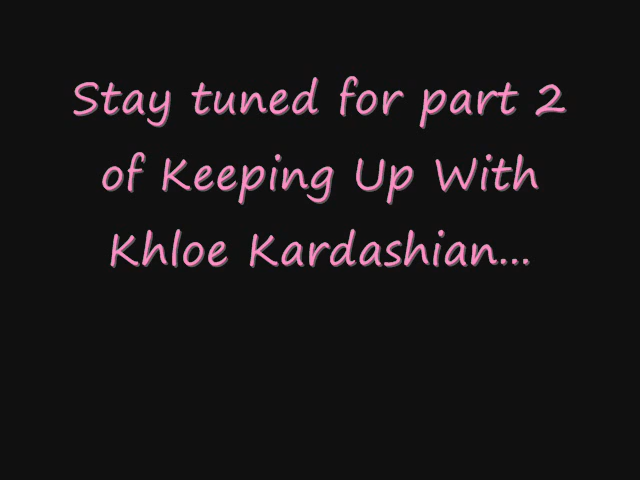 Stay tuned for part 2
of Keeping Up With
Khloe Kardashian...